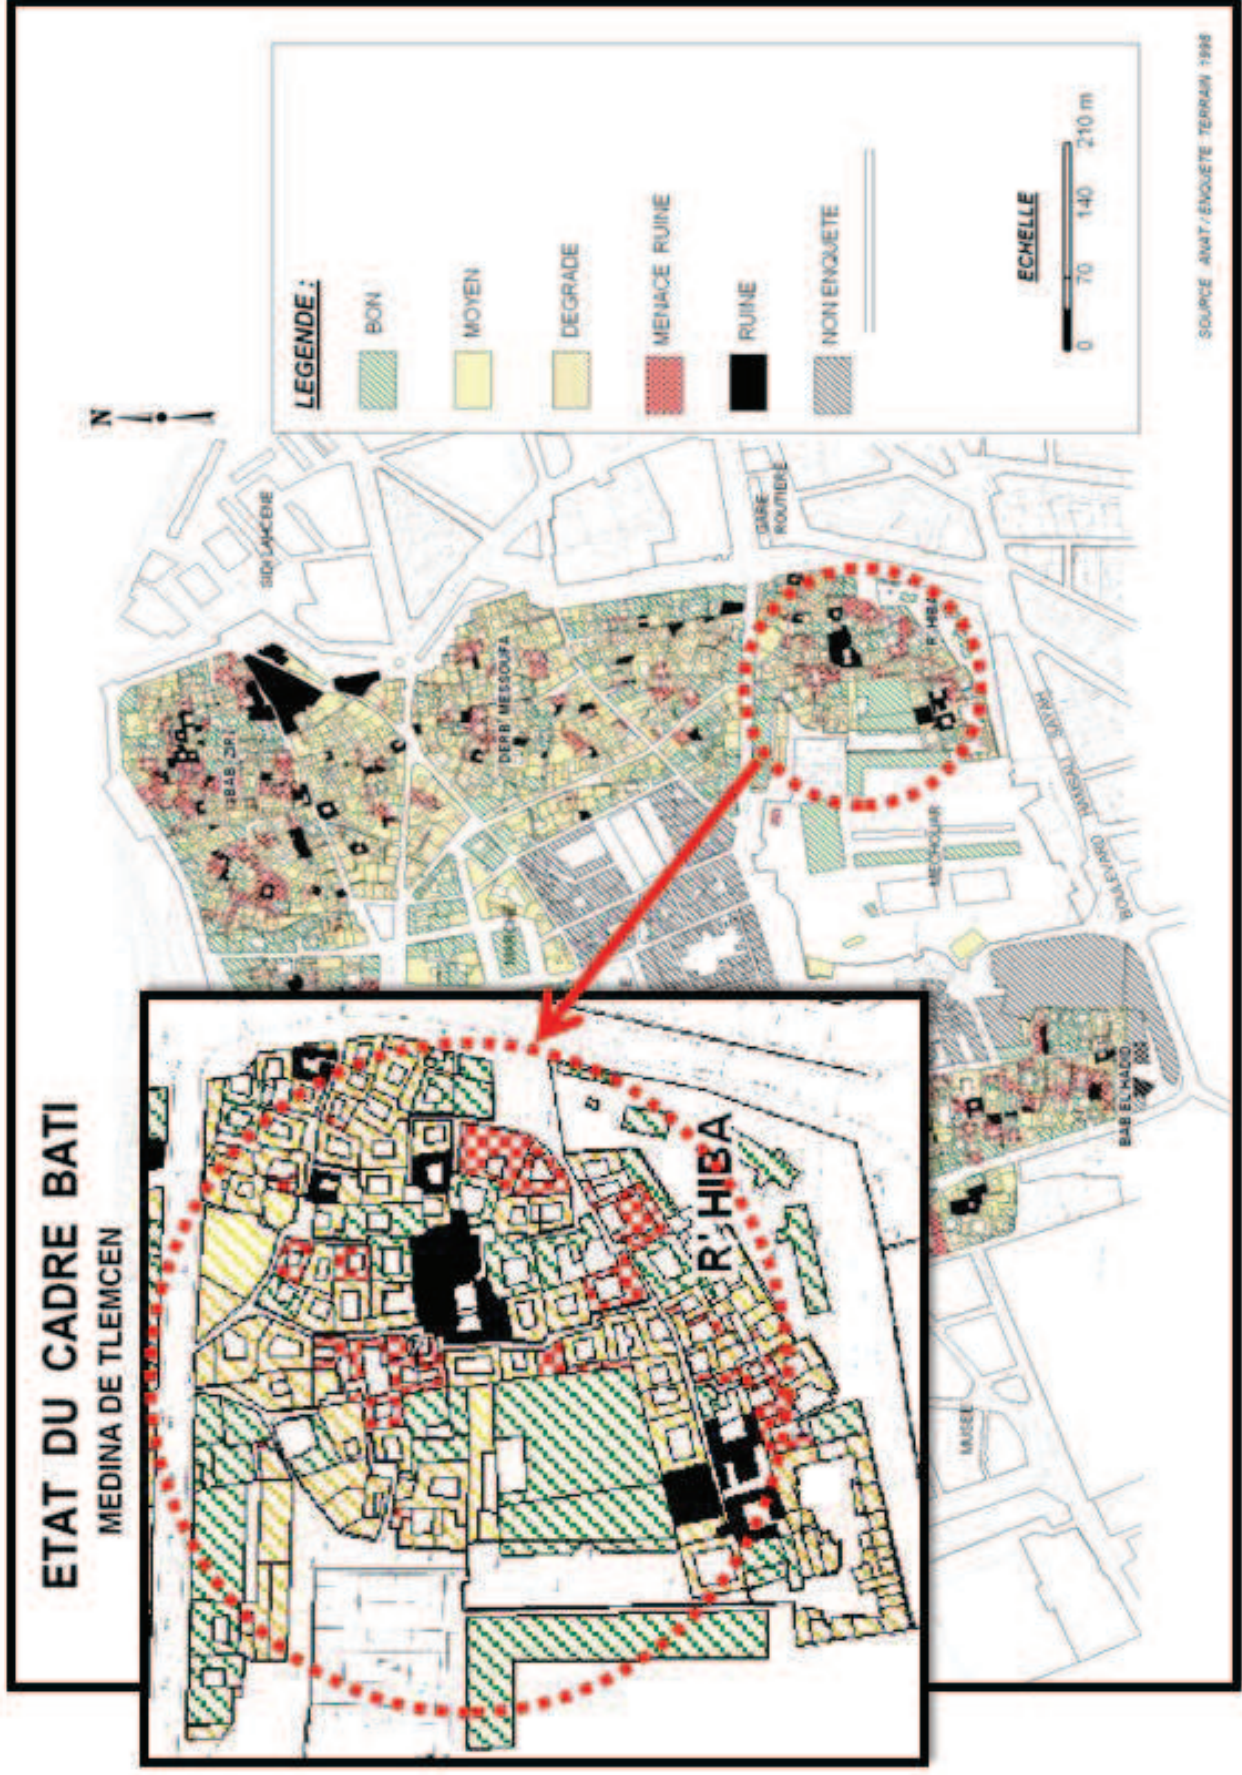 ETAT DU CADRE BATI
MEDINA DE TLEMCEN
N
LEGENDE :
BON
MOYEN
DEGRADE
MENACE RUINE
RUINE
NON ENQUETE
ECHELLE
0 70 140 210 m
SOURCE ANAT / ENQUETE TERRAIN 1996
SIDI LAHCENE
BAB ZIR
DERB MESSOUFA
GARE
ROUTIERE
R' HIBA
MECHOUAR
MARCHE
BAB EL HADID
MUSEE
R'HIBA